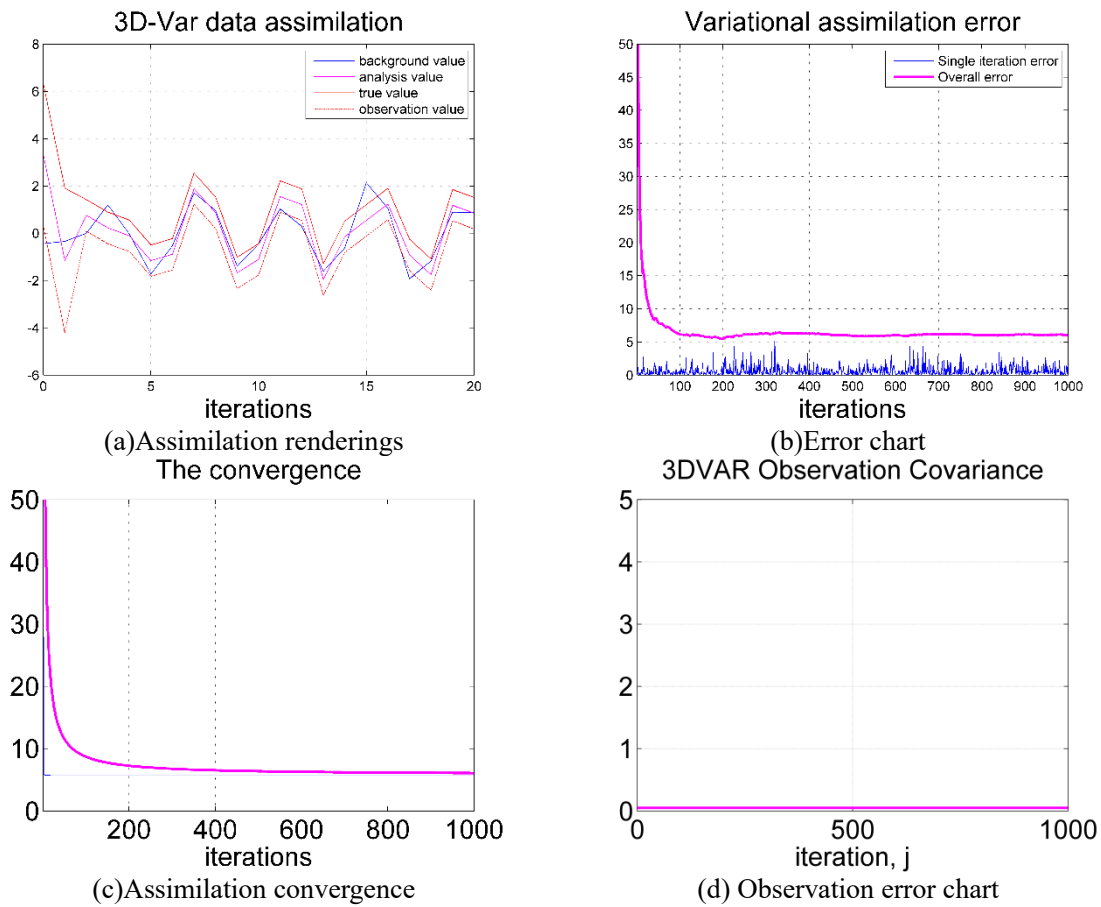 3D-Var data assimilation
8
6
4
2
0
-2
-4
-6
0
5
10
15
20
background value
analysis value
true value
observation value
iterations
(a)Assimilation renderings
Variational assimilation error
50
45
40
35
30
25
20
15
10
5
0
100 200 300 400 500 600 700 800 900 1000
Single iteration error
Overall error
iterations
(b)Error chart
The convergence
50
40
30
20
10
0
200 400 600 800 1000
iterations
(c)Assimilation convergence
3DVAR Observation Covariance
5
4
3
2
1
0
0 500 1000
iteration, j
(d) Observation error chart